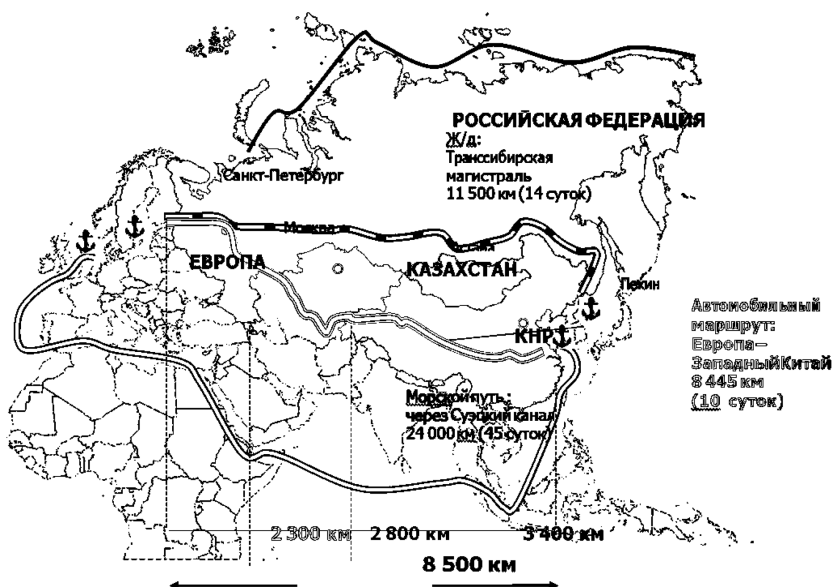 РОССИЙСКАЯ ФЕДЕРАЦИЯ
Ж/д:
Транссибирская
магистраль
11 500 км (14 суток)
Санкт-Петербург
Москва
ЕВРОПА
КАЗАХСТАН
Пекин
КНР
Автомобильный
маршрут:
Европа–
Западный Китай
8 445 км
(10 суток)
Морской путь :
через Суэцкий канал
24 000 км (45 суток)
2 300 км 2 800 км 3 400 км
8 500 км